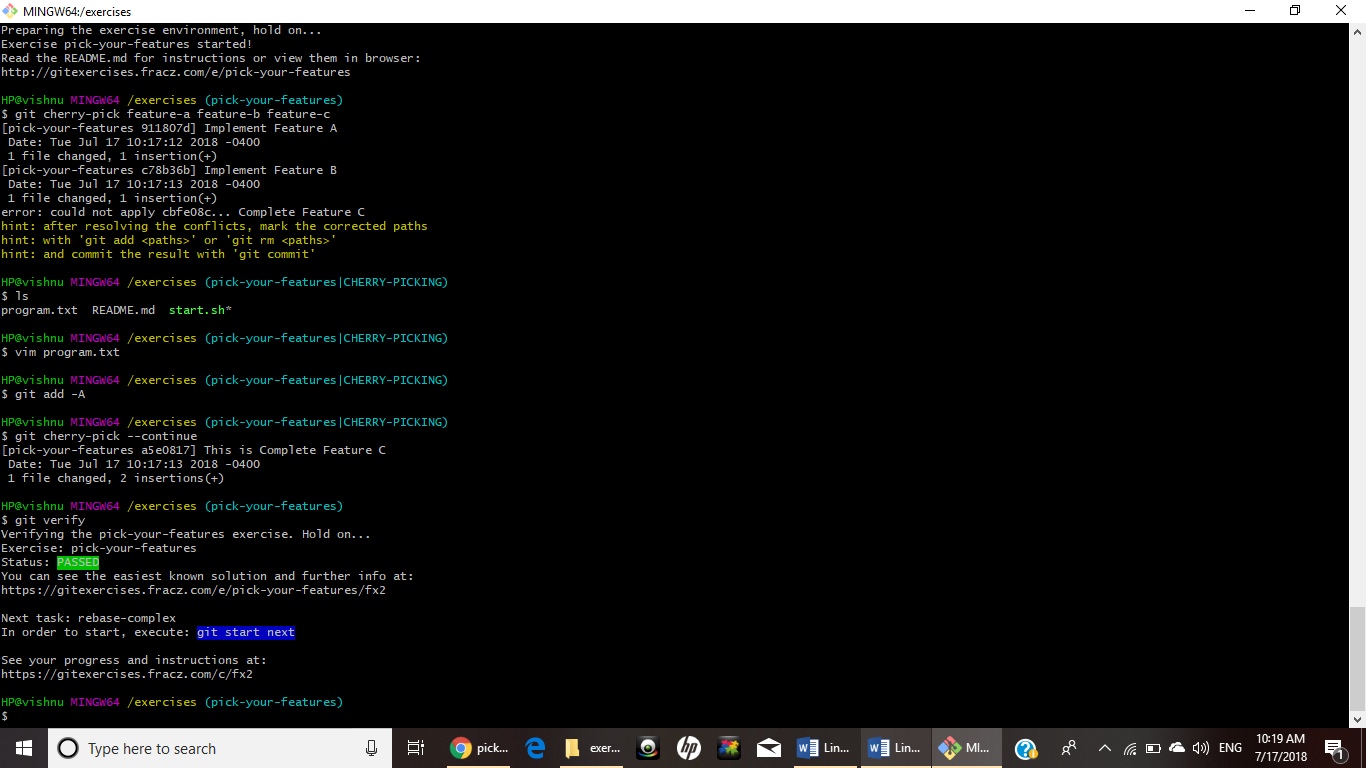 MINGW64:/exercises
Preparing the exercise environment, hold on...
Exercise pick-your-features started!
Read the README.md for instructions or view them in browser:
http://gitexercises.fracz.com/e/pick-your-features
HP@vishnu MINGW64 /exercises (pick-your-features)
$ git cherry-pick feature-a feature-b feature-c
[pick-your-features 911807d] Implement Feature A
 Date: Tue Jul 17 10:17:12 2018 -0400
 1 file changed, 1 insertion(+)
[pick-your-features c78b36b] Implement Feature B
 Date: Tue Jul 17 10:17:13 2018 -0400
 1 file changed, 1 insertion(+)
error: could not apply cbfe08c... Complete Feature C
hint: after resolving the conflicts, mark the corrected paths
hint: with 'git add <paths>' or 'git rm <paths>'
hint: and commit the result with 'git commit'
HP@vishnu MINGW64 /exercises (pick-your-features|CHERRY-PICKING)
$ ls
program.txt  README.md  start.sh*
HP@vishnu MINGW64 /exercises (pick-your-features|CHERRY-PICKING)
$ vim program.txt
HP@vishnu MINGW64 /exercises (pick-your-features|CHERRY-PICKING)
$ git add -A
HP@vishnu MINGW64 /exercises (pick-your-features|CHERRY-PICKING)
$ git cherry-pick --continue
[pick-your-features a5e0817] This is Complete Feature C
 Date: Tue Jul 17 10:17:13 2018 -0400
 1 file changed, 2 insertions(+)
HP@vishnu MINGW64 /exercises (pick-your-features)
$ git verify
Verifying the pick-your-features exercise. Hold on...
Exercise: pick-your-features
Status: PASSED
You can see the easiest known solution and further info at:
https://gitexercises.fracz.com/e/pick-your-features/fx2
Next task: rebase-complex
In order to start, execute: git start next
See your progress and instructions at:
https://gitexercises.fracz.com/c/fx2
HP@vishnu MINGW64 /exercises (pick-your-features)
$
Type here to search
pick...
exer...
hp
Lin...
Lin...
MI...
ENG
10:19 AM
7/17/2018
1